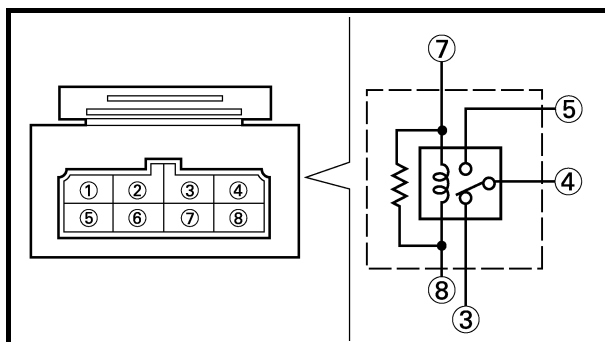 ① ② ③ ④
⑤ ⑥ ⑦ ⑧
⑦
⑤
④
⑧
③